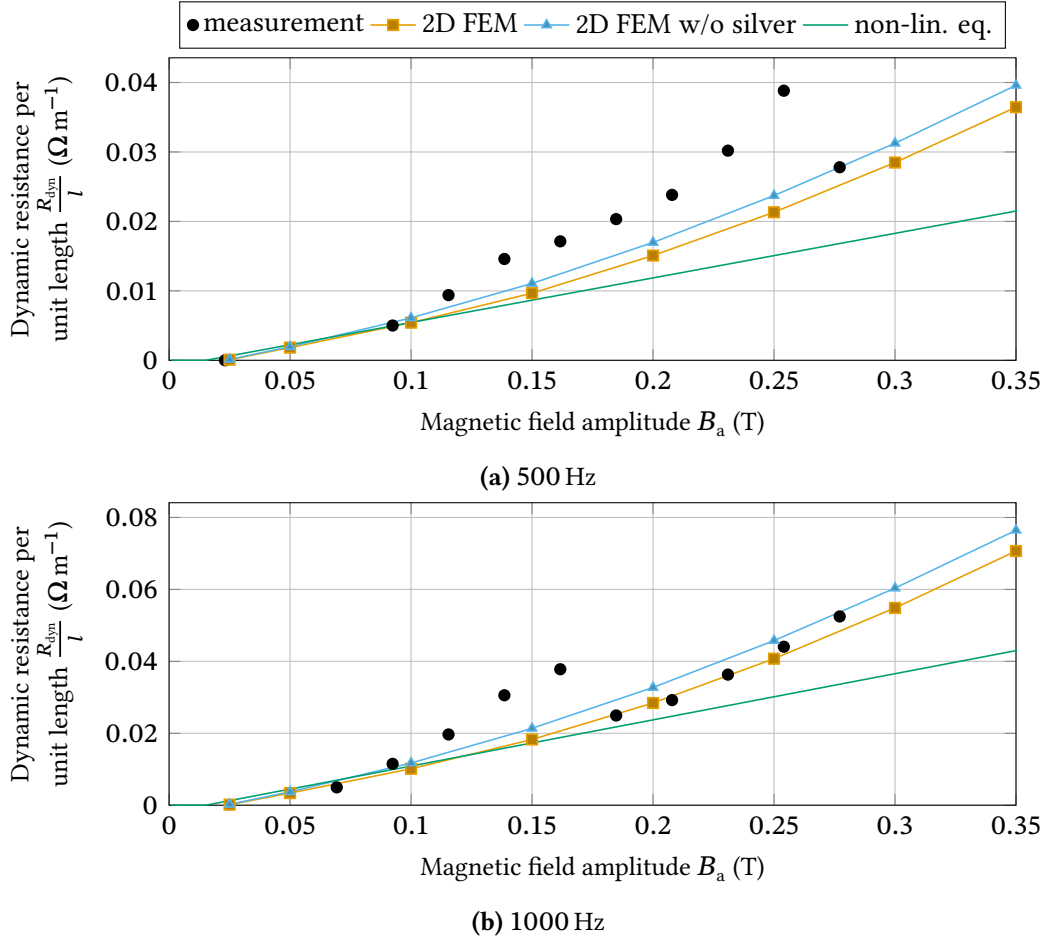 measurement 2D FEM 2D FEM w/o silver non-lin. eq.
Dynamic resistance per
unit length R_dyn/l (Ω m⁻¹)
0.04
0.03
0.02
0.01
0
0 0.05 0.1 0.15 0.2 0.25 0.3 0.35
Magnetic field amplitude B_a (T)
(a) 500 Hz
Dynamic resistance per
unit length R_dyn/l (Ω m⁻¹)
0.08
0.06
0.04
0.02
0
0 0.05 0.1 0.15 0.2 0.25 0.3 0.35
Magnetic field amplitude B_a (T)
(b) 1000 Hz